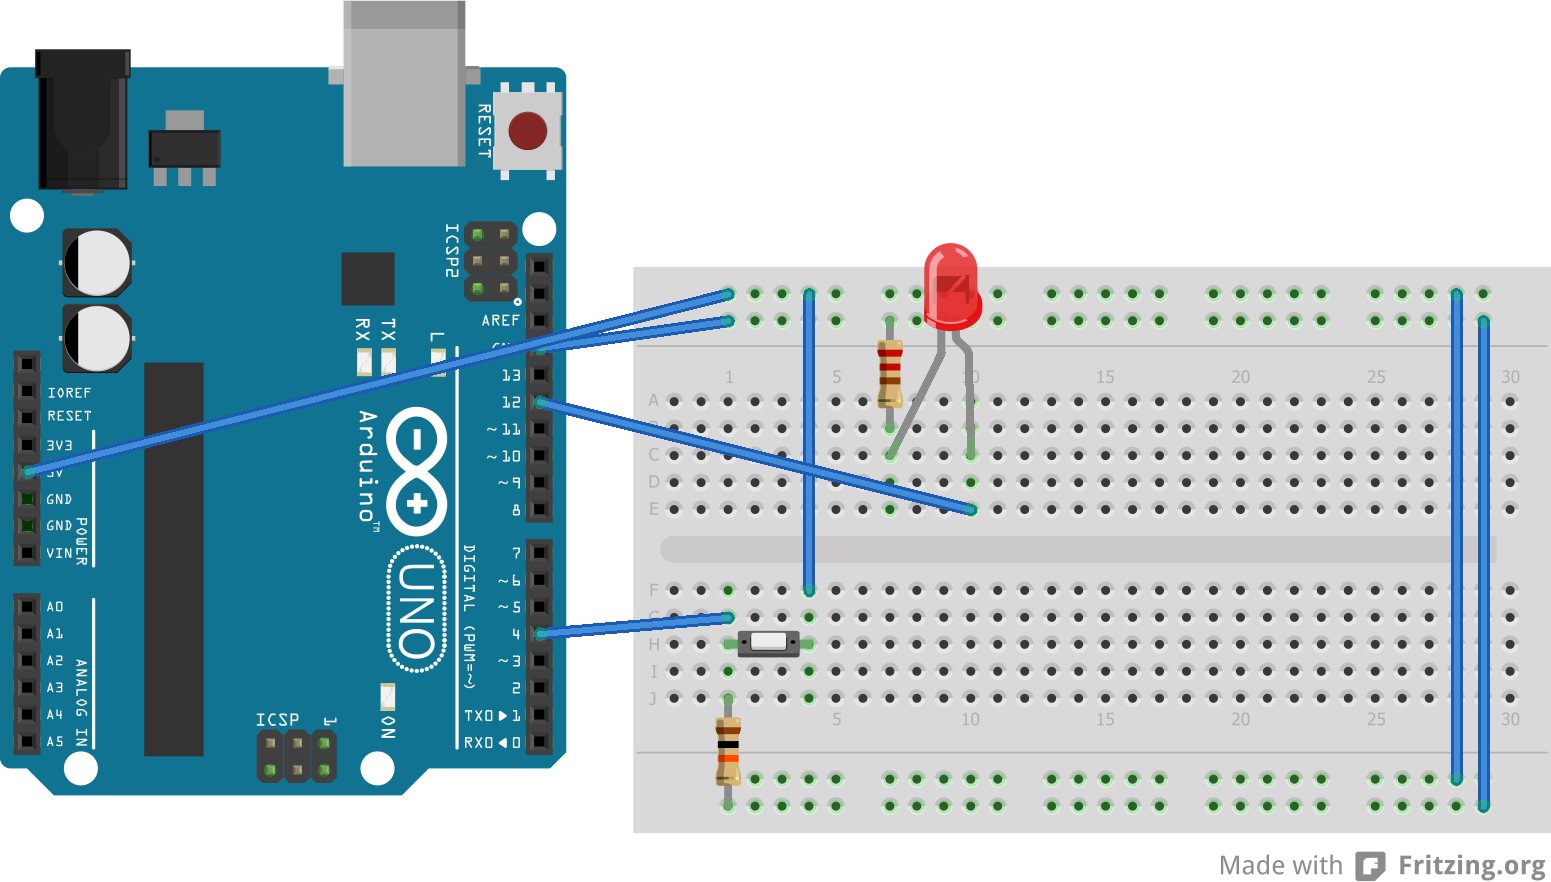 RESET
ICSP2
AREF
RX
TX
L
13
12
~11
~10
~9
8
IOREF
RESET
3V3
5V
GND
GND
VIN
POWER
Arduino™
UNO
DIGITAL (PWM=~)
7
~6
~5
4
~3
2
TX0▶1
RX0◀0
A0
A1
A2
A3
A4
A5
ANALOG IN
ICSP
1
ON
1 5 10 15 20 25 30
A
C
D
E
F
G
H
I
J
5 10 15 20 25 30
Made with Fritzing.org